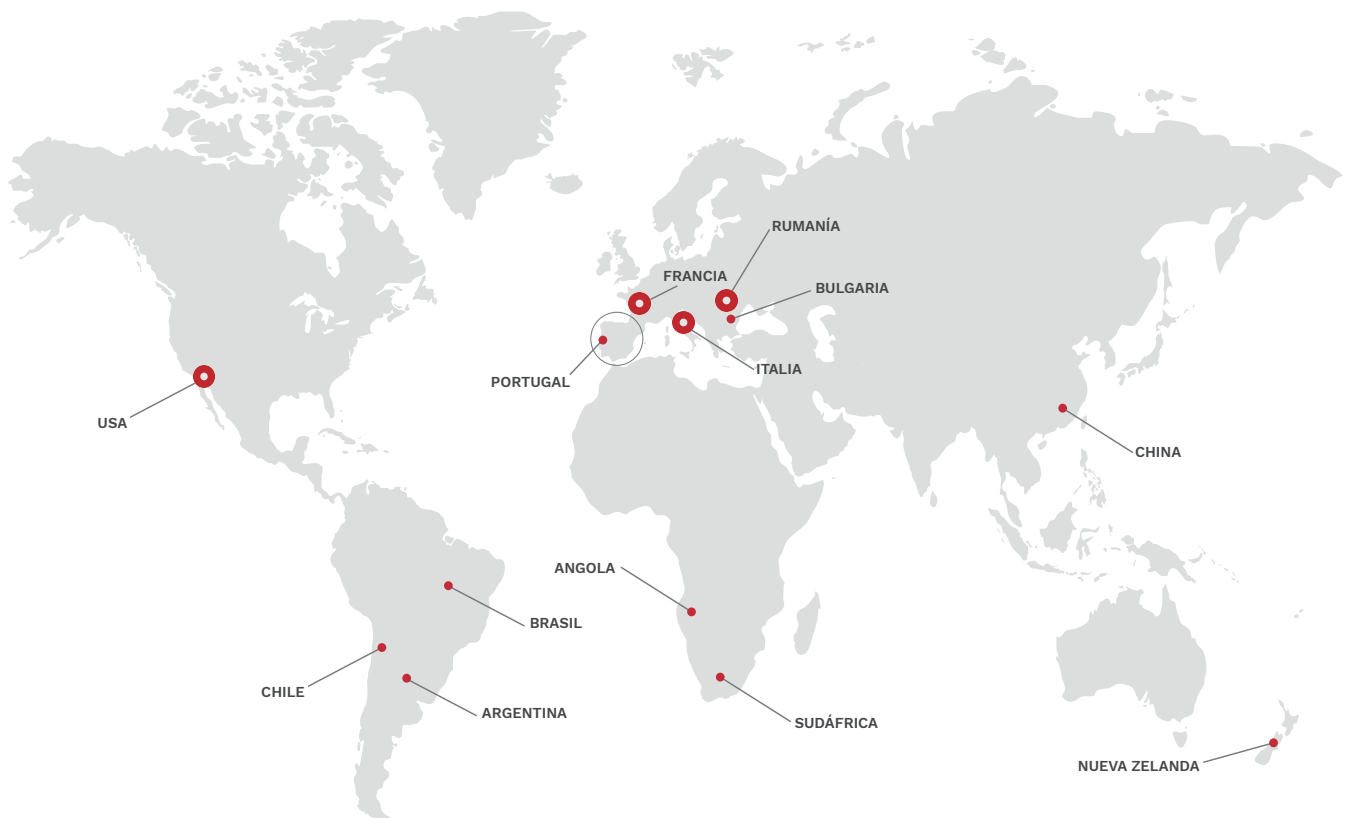 RUMANÍA
FRANCIA
BULGARIA
ITALIA
PORTUGAL
USA
CHINA
ANGOLA
BRASIL
CHILE
ARGENTINA
SUDÁFRICA
NUEVA ZELANDA